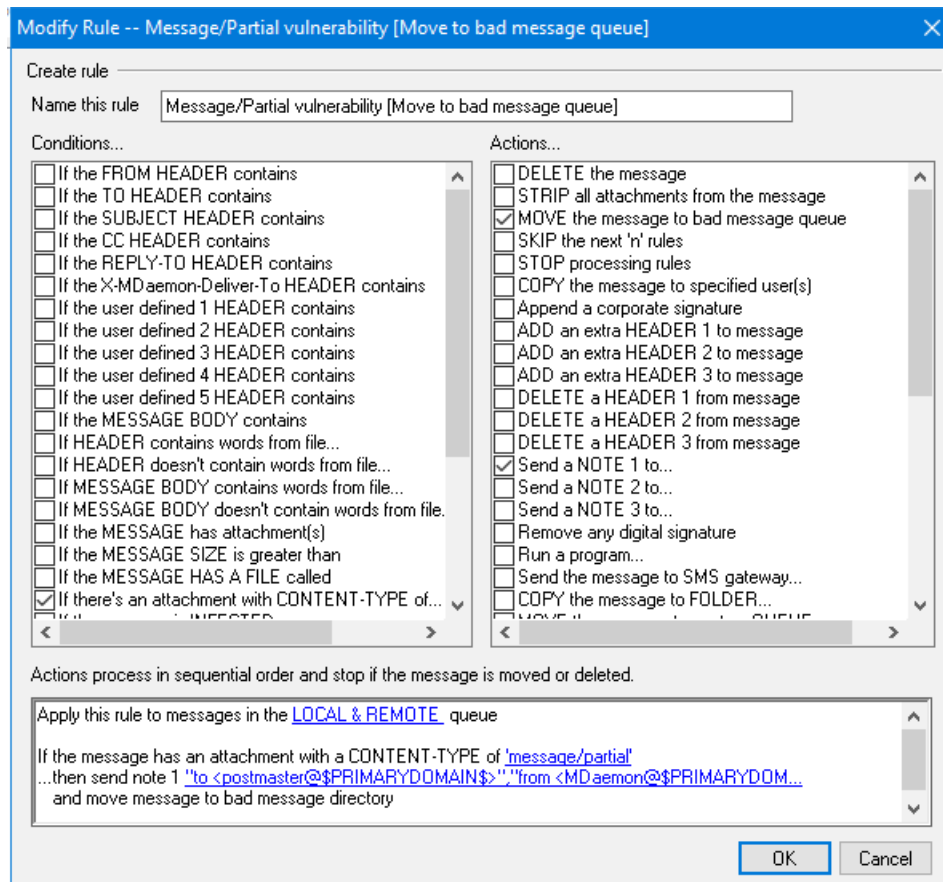 Modify Rule -- Message/Partial vulnerability [Move to bad message queue]
Create rule
Name this rule
Message/Partial vulnerability [Move to bad message queue]
Conditions...
If the FROM HEADER contains
If the TO HEADER contains
If the SUBJECT HEADER contains
If the CC HEADER contains
If the REPLY-TO HEADER contains
If the X-MDaemon-Deliver-To HEADER contains
If the user defined 1 HEADER contains
If the user defined 2 HEADER contains
If the user defined 3 HEADER contains
If the user defined 4 HEADER contains
If the user defined 5 HEADER contains
If the MESSAGE BODY contains
If HEADER contains words from file...
If HEADER doesn't contain words from file...
If MESSAGE BODY contains words from file...
If MESSAGE BODY doesn't contain words from file.
If the MESSAGE has attachment(s)
If the MESSAGE SIZE is greater than
If the MESSAGE HAS A FILE called
If there's an attachment with CONTENT-TYPE of...
Actions...
DELETE the message
STRIP all attachments from the message
MOVE the message to bad message queue
SKIP the next 'n' rules
STOP processing rules
COPY the message to specified user(s)
Append a corporate signature
ADD an extra HEADER 1 to message
ADD an extra HEADER 2 to message
ADD an extra HEADER 3 to message
DELETE a HEADER 1 from message
DELETE a HEADER 2 from message
DELETE a HEADER 3 from message
Send a NOTE 1 to...
Send a NOTE 2 to...
Send a NOTE 3 to...
Remove any digital signature
Run a program...
Send the message to SMS gateway...
COPY the message to FOLDER...
Actions process in sequential order and stop if the message is moved or deleted.
Apply this rule to messages in the LOCAL & REMOTE queue
If the message has an attachment with a CONTENT-TYPE of 'message/partial'
...then send note 1 "to <postmaster@$PRIMARYDOMAIN$>","from <MDaemon@$PRIMARYDOM...
and move message to bad message directory
OK
Cancel